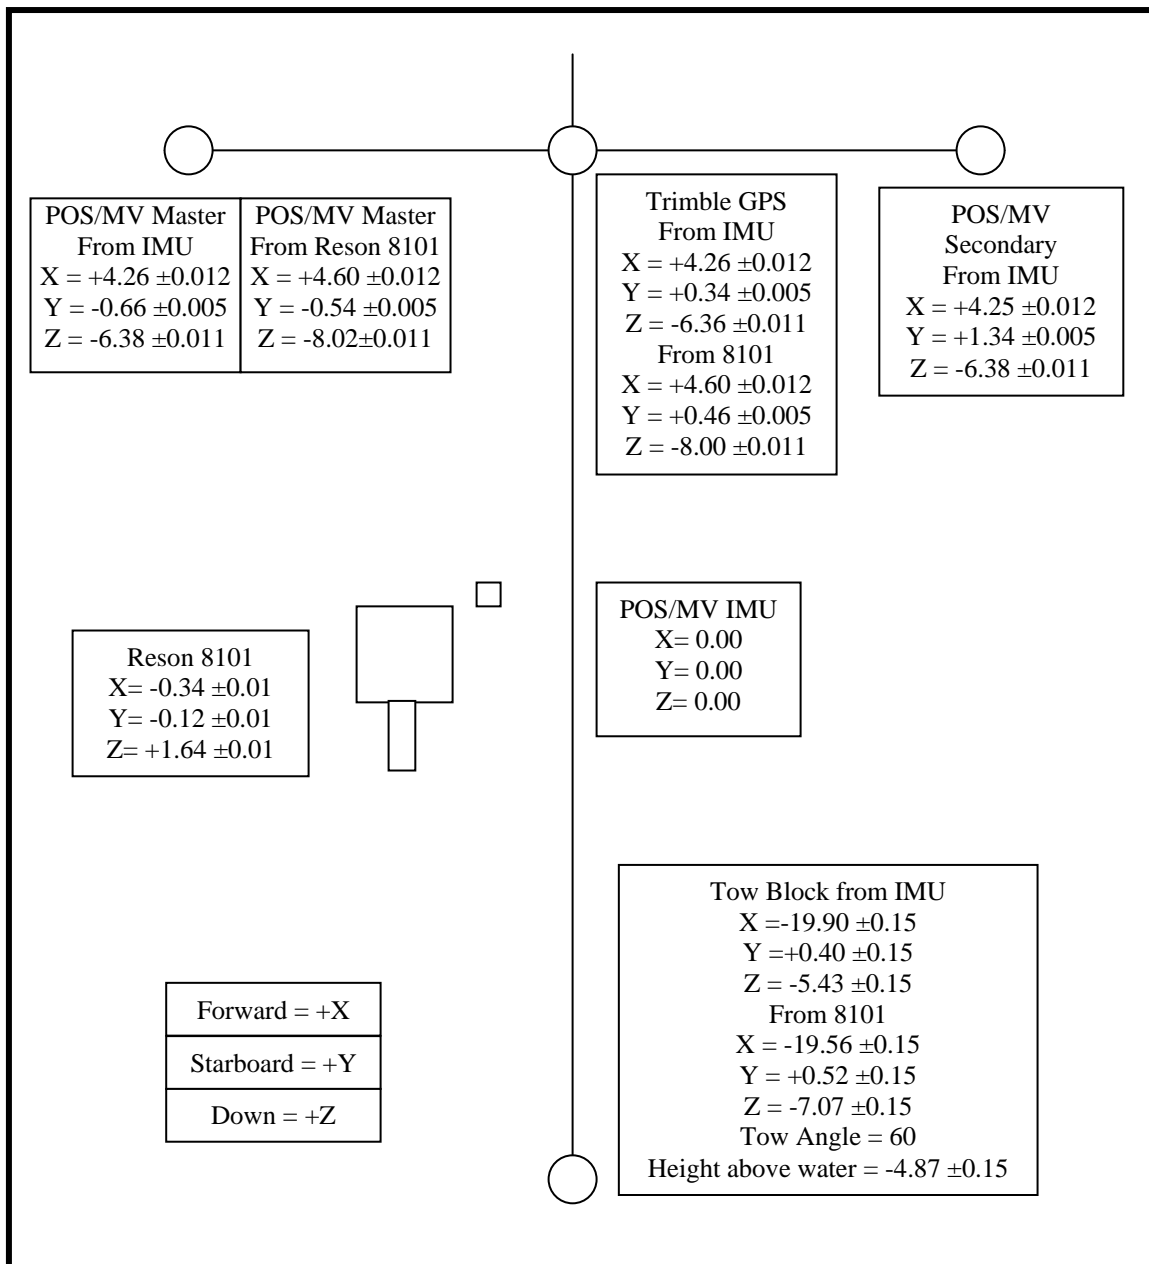 POS/MV Master
From IMU
X = +4.26 ±0.012
Y = -0.66 ±0.005
Z = -6.38 ±0.011
POS/MV Master
From Reson 8101
X = +4.60 ±0.012
Y = -0.54 ±0.005
Z = -8.02±0.011
Trimble GPS
From IMU
X = +4.26 ±0.012
Y = +0.34 ±0.005
Z = -6.36 ±0.011
From 8101
X = +4.60 ±0.012
Y = +0.46 ±0.005
Z = -8.00 ±0.011
POS/MV
Secondary
From IMU
X = +4.25 ±0.012
Y = +1.34 ±0.005
Z = -6.38 ±0.011
Reson 8101
X= -0.34 ±0.01
Y= -0.12 ±0.01
Z= +1.64 ±0.01
POS/MV IMU
X= 0.00
Y= 0.00
Z= 0.00
Forward = +X
Starboard = +Y
Down = +Z
Tow Block from IMU
X =-19.90 ±0.15
Y =+0.40 ±0.15
Z = -5.43 ±0.15
From 8101
X = -19.56 ±0.15
Y = +0.52 ±0.15
Z = -7.07 ±0.15
Tow Angle = 60
Height above water = -4.87 ±0.15